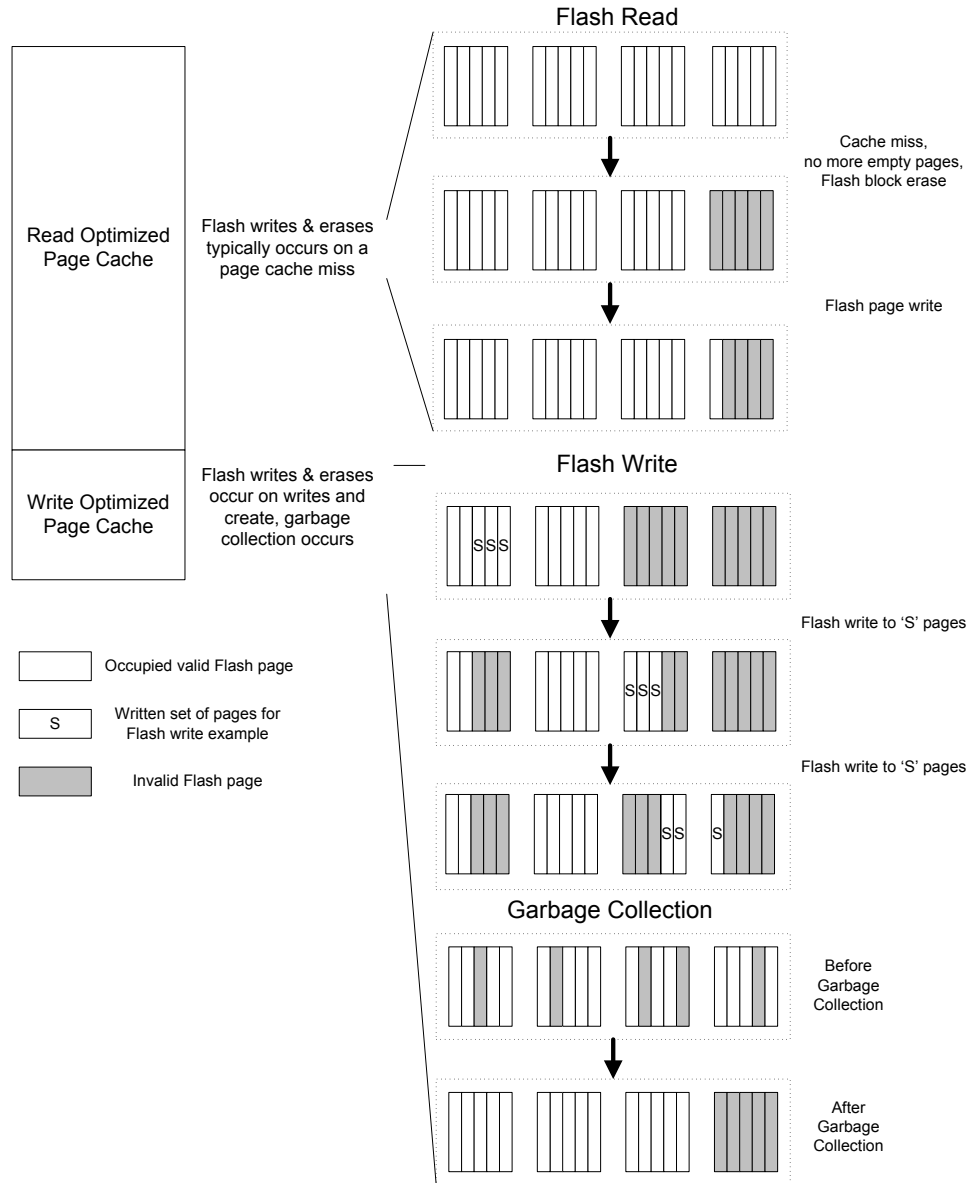 Flash Read
Cache miss,
no more empty pages,
Flash block erase
Read Optimized
Page Cache
Flash writes & erases
typically occurs on a
page cache miss
Flash page write
Flash Write
Write Optimized
Page Cache
Flash writes & erases
occur on writes and
create, garbage
collection occurs
S S S
Flash write to ‘S’ pages
Occupied valid Flash page
S S S
S
Written set of pages for
Flash write example
Flash write to ‘S’ pages
Invalid Flash page
S S
S
Garbage Collection
Before
Garbage
Collection
After
Garbage
Collection